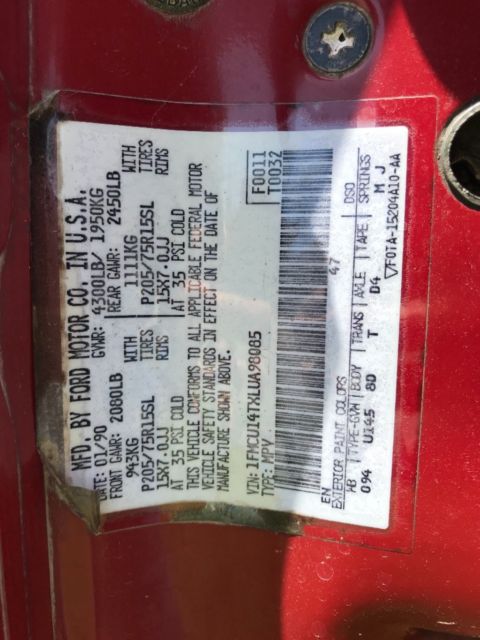 MFD. BY FORD MOTOR CO. IN U.S.A.
DATE: 01/90 GVWR: 4300LB/ 1950KG
FRONT GAWR: 2080LB REAR GAWR: 2450LB
943KG WITH 1111KG WITH
P205/75R15SL TIRES P205/75R15SL TIRES
15X7.0JJ RIMS 15X7.0JJ RIMS
AT 35 PSI COLD AT 35 PSI COLD
THIS VEHICLE CONFORMS TO ALL APPLICABLE FEDERAL MOTOR
VEHICLE SAFETY STANDARDS IN EFFECT ON THE DATE OF
MANUFACTURE SHOWN ABOVE.
VIN: 1FMCU14TXLUA98085 F0011
TYPE: MPV T0032
EN 47
EXTERIOR PAINT COLORS DSO
AB TYPE-GVW BODY TRANS AXLE TAPE SPRINGS
094 U145 8D T D4 M J
F0TA-15204A10-AA